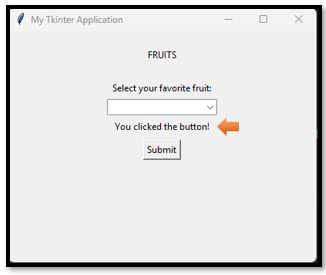 My Tkinter Application
FRUITS
Select your favorite fruit:
You clicked the button!
Submit